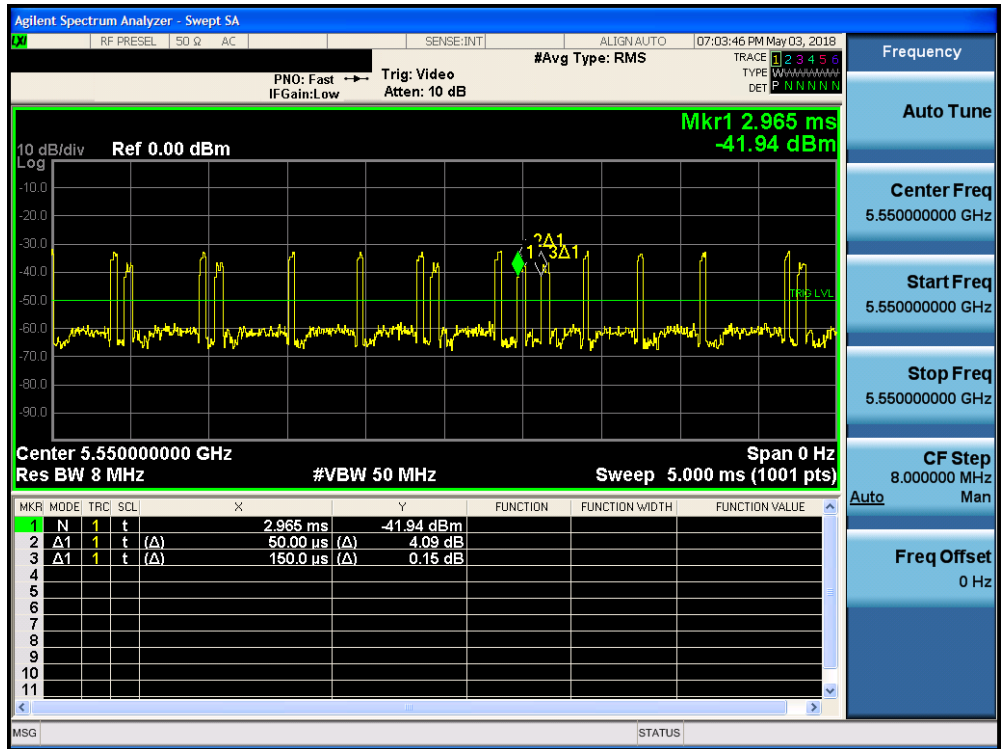 Agilent Spectrum Analyzer - Swept SA
LXI RF PRESEL 50 Ω AC SENSE:INT ALIGN AUTO 07:03:46 PM May 03, 2018
#Avg Type: RMS TRACE 1 2 3 4 5 6
PNO: Fast Trig: Video TYPE WWWWWW
IFGain:Low Atten: 10 dB DET P N N N N N
Mkr1 2.965 ms
-41.94 dBm
10 dB/div Ref 0.00 dBm
Log
-10.0
-20.0
-30.0
2Δ1
1 3Δ1
-40.0
TRIG LVL
-50.0
-60.0
-70.0
-80.0
-90.0
Center 5.550000000 GHz Span 0 Hz
Res BW 8 MHz #VBW 50 MHz Sweep 5.000 ms (1001 pts)
MKR MODE TRC SCL X Y FUNCTION FUNCTION WIDTH FUNCTION VALUE
1 N 1 t 2.965 ms -41.94 dBm
2 Δ1 1 t (Δ) 50.00 µs (Δ) 4.09 dB
3 Δ1 1 t (Δ) 150.0 µs (Δ) 0.15 dB
4
5
6
7
8
9
10
11
MSG STATUS
Frequency
Auto Tune
Center Freq
5.550000000 GHz
Start Freq
5.550000000 GHz
Stop Freq
5.550000000 GHz
CF Step
8.000000 MHz
Auto Man
Freq Offset
0 Hz